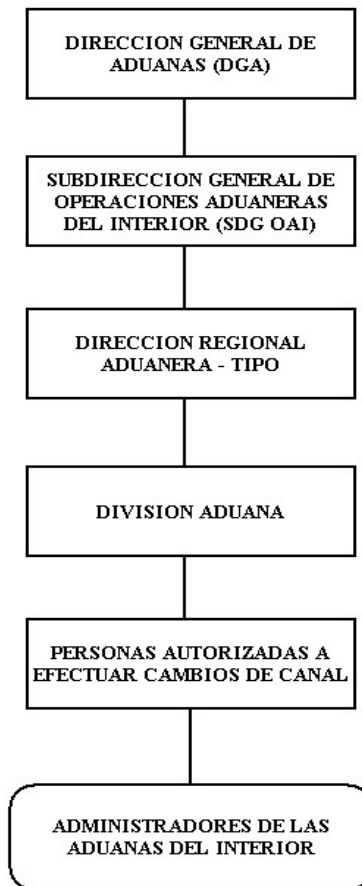 DIRECCION GENERAL DE
ADUANAS (DGA)
SUBDIRECCION GENERAL DE
OPERACIONES ADUANERAS
DEL INTERIOR (SDG OAI)
DIRECCION REGIONAL
ADUANERA - TIPO
DIVISION ADUANA
PERSONAS AUTORIZADAS A
EFECTUAR CAMBIOS DE CANAL
ADMINISTRADORES DE LAS
ADUANAS DEL INTERIOR